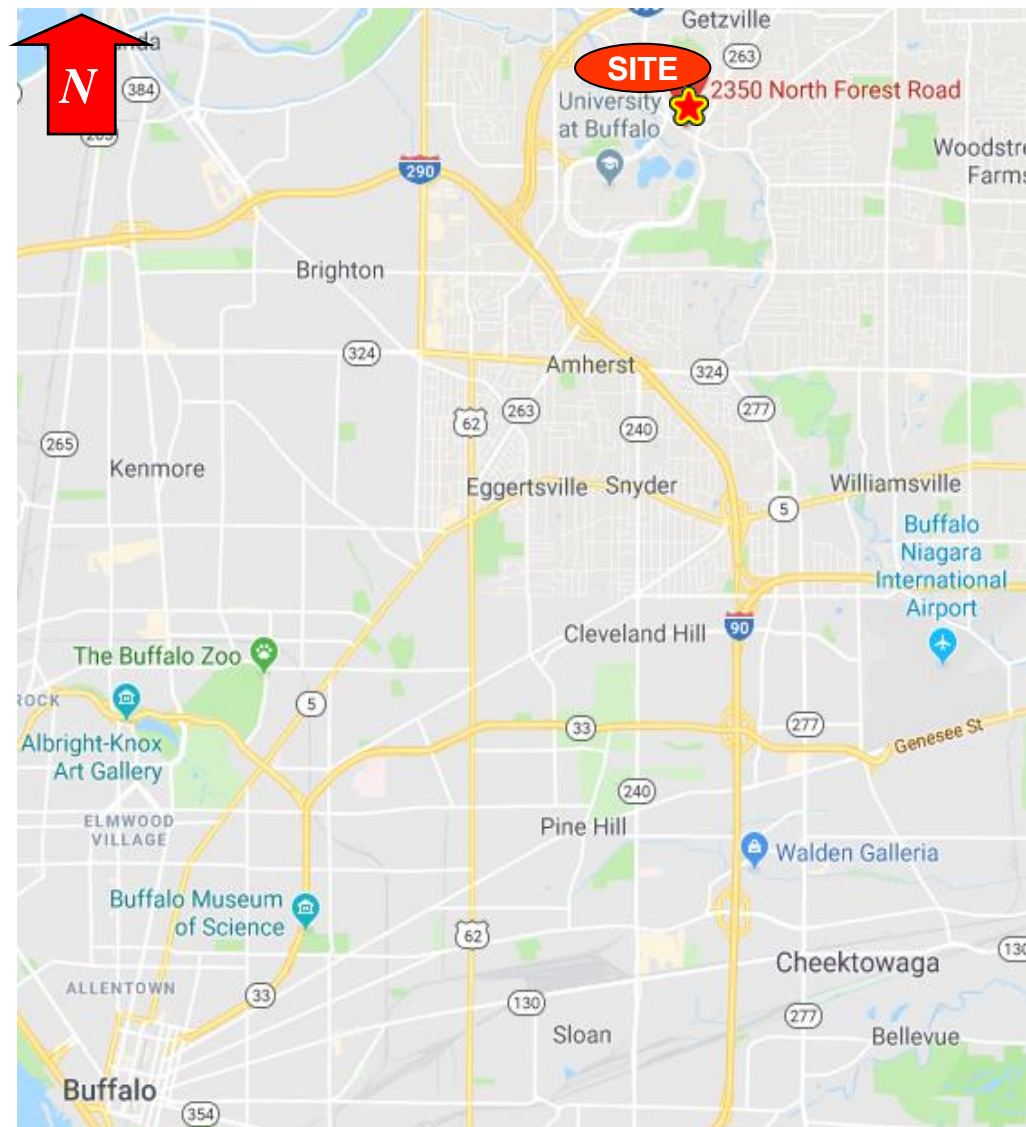 Getzville
N
384
SITE
263
2350 North Forest Road
University
at Buffalo
290
Farms
Brighton
324
Amherst
324
62
263
240
277
265
Kenmore
Eggertsville
Snyder
Williamsville
5
Buffalo
Niagara
International
Airport
Cleveland Hill
90
The Buffalo Zoo
5
33
277
Genesee St
Albright-Knox
Art Gallery
240
ELMWOOD
VILLAGE
Pine Hill
Walden Galleria
Buffalo Museum
of Science
62
Cheektowaga
ALLENTOWN
33
130
277
Sloan
Bellevue
Buffalo
354